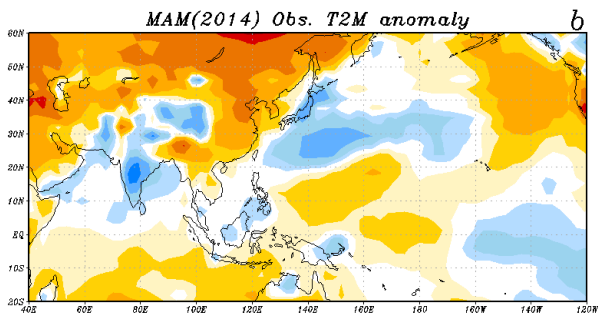 MAM(2014) Obs. T2M anomaly b
60N
50N
40N
30N
20N
10N
EQ
10S
20S
40E 60E 80E 100E 120E 140E 160E 180 160W 140W 120W